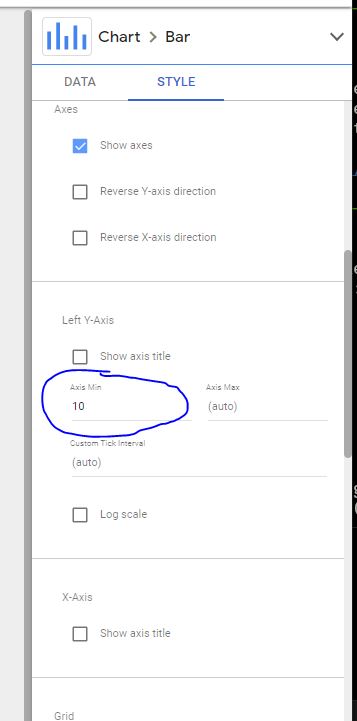 Chart > Bar
DATA STYLE
Axes
Show axes
Reverse Y-axis direction
Reverse X-axis direction
Left Y-Axis
Show axis title
Axis Min Axis Max
10 (auto)
Custom Tick Interval
(auto)
Log scale
X-Axis
Show axis title
Grid